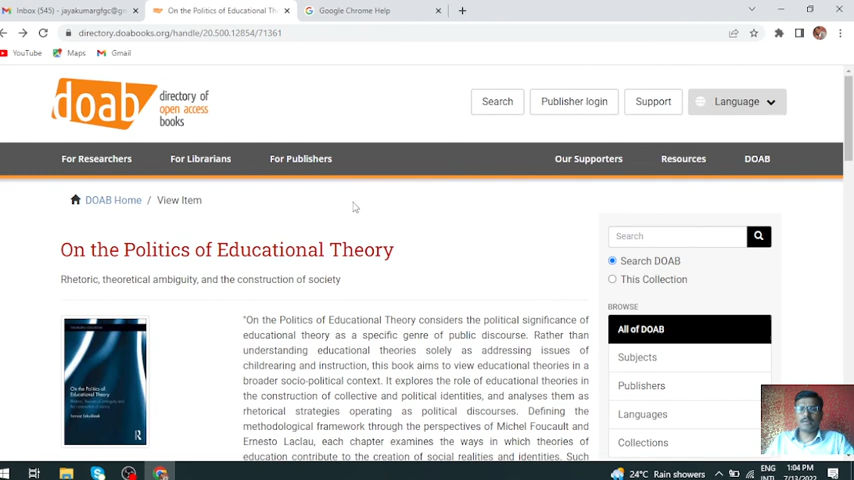 Inbox (545) - jayakumargfgc@g
On the Politics of Educational Th
Google Chrome Help
directory.doabooks.org/handle/20.500.12854/71361
YouTube
Maps
Gmail
doab
directory of
open access
books
Search
Publisher login
Support
Language
For Researchers
For Librarians
For Publishers
Our Supporters
Resources
DOAB
DOAB Home / View Item
On the Politics of Educational Theory
Rhetoric, theoretical ambiguity, and the construction of society
Search
Search DOAB
This Collection
BROWSE
All of DOAB
Subjects
Publishers
Languages
Collections
On the Politics of
Educational Theory
"On the Politics of Educational Theory considers the political significance of
educational theory as a specific genre of public discourse. Rather than
understanding educational theories solely as addressing issues of
childrearing and instruction, this book aims to view educational theories in a
broader socio-political context. It explores the role of educational theories in
the construction of collective and political identities, and analyses them as
rhetorical strategies operating as political discourses. Defining the
methodological framework through the perspectives of Michel Foucault and
Ernesto Laclau, each chapter examines the ways in which theories of
education contribute to the creation of social realities and identities. Such
24°C Rain showers
ENG
INTL
1:04 PM
7/13/2022